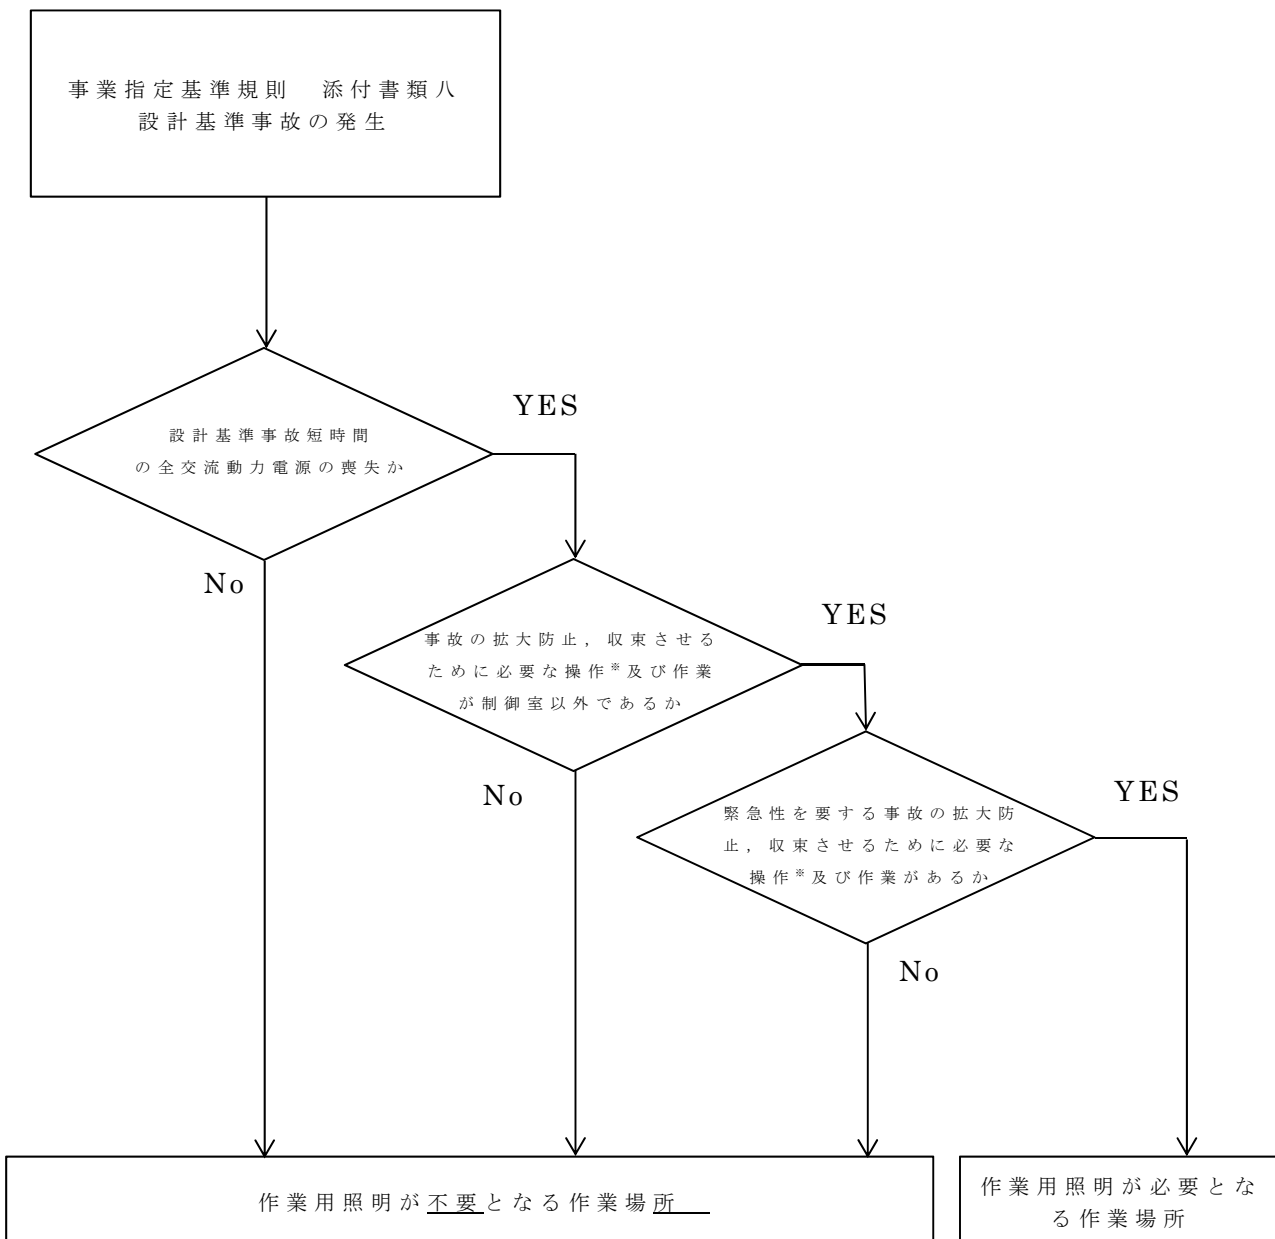 事業指定基準規則　添付書類八
設計基準事故の発生
YES
設計基準事故短時間
の全交流動力電源の喪失か
No
YES
事故の拡大防止，収束させる
ために必要な操作※及び作業
が制御室以外であるか
No
YES
緊急性を要する事故の拡大防
止，収束させるために必要な
操作※及び作業があるか
No
作業用照明が不要となる作業場所
作業用照明が必要とな
る作業場所